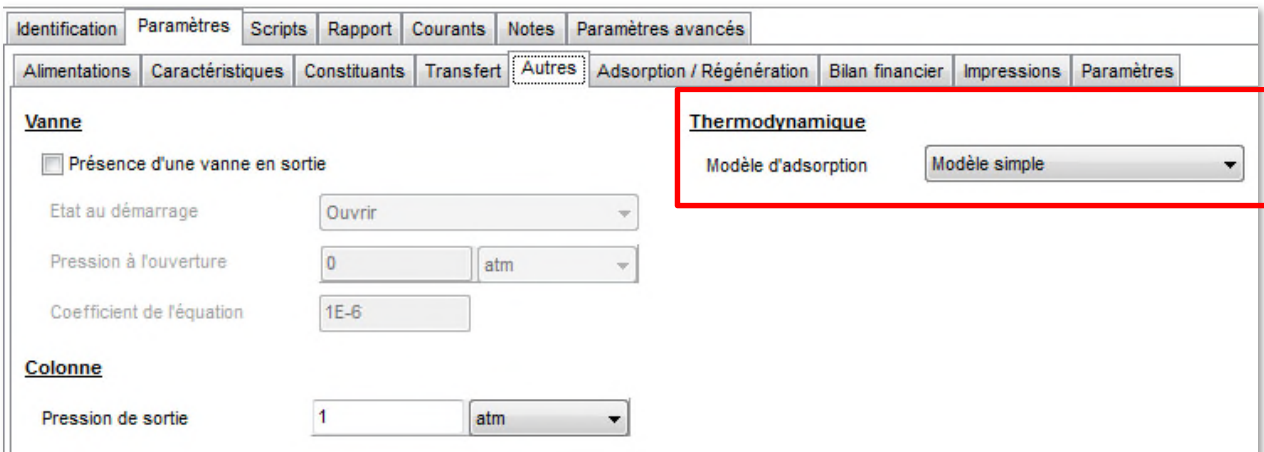 Identification Paramètres Scripts Rapport Courants Notes Paramètres avancés
Alimentations Caractéristiques Constituants Transfert Autres Adsorption / Régénération Bilan financier Impressions Paramètres
Vanne
Présence d'une vanne en sortie
Etat au démarrage Ouvrir
Pression à l'ouverture 0 atm
Coefficient de l'équation 1E-6
Colonne
Pression de sortie 1 atm
Thermodynamique
Modèle d'adsorption Modèle simple